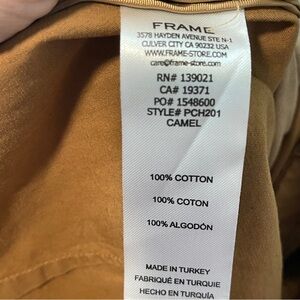 FRAME
3578 HAYDEN AVENUE STE N-1
CULVER CITY CA 90232 USA
WWW.FRAME-STORE.COM
care@frame-store.com
RN# 139021
CA# 19371
PO# 1548600
STYLE# PCH201
CAMEL
100% COTTON
100% COTON
100% ALGODÓN
MADE IN TURKEY
FABRIQUÉ EN TURQUIE
HECHO EN TURQUÍA